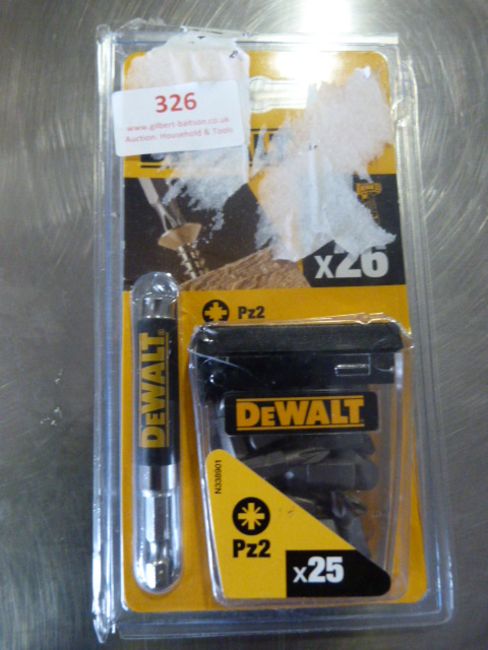 326
www.gilbert-baitson.co.uk
Auction: Household & Tools
x26
Pz2
DEWALT
DEWALT
N338901
Pz2
x25